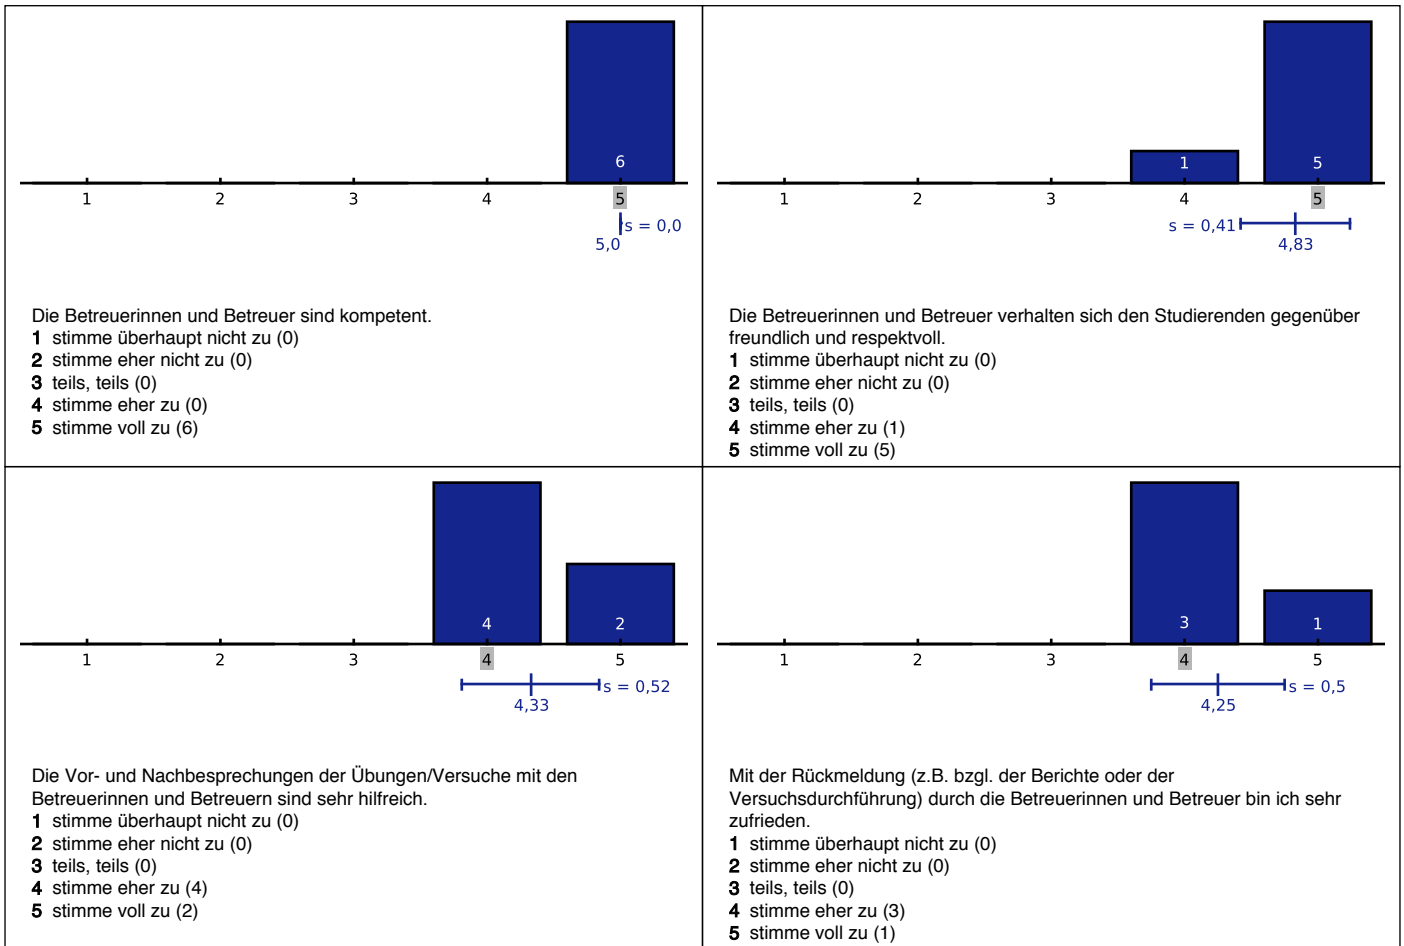 6
1 2 3 4 5
s = 0,0
5,0
Die Betreuerinnen und Betreuer sind kompetent.
1 stimme überhaupt nicht zu (0)
2 stimme eher nicht zu (0)
3 teils, teils (0)
4 stimme eher zu (0)
5 stimme voll zu (6)
1 5
1 2 3 4 5
s = 0,41
4,83
Die Betreuerinnen und Betreuer verhalten sich den Studierenden gegenüber
freundlich und respektvoll.
1 stimme überhaupt nicht zu (0)
2 stimme eher nicht zu (0)
3 teils, teils (0)
4 stimme eher zu (1)
5 stimme voll zu (5)
4 2
1 2 3 4 5
s = 0,52
4,33
Die Vor- und Nachbesprechungen der Übungen/Versuche mit den
Betreuerinnen und Betreuern sind sehr hilfreich.
1 stimme überhaupt nicht zu (0)
2 stimme eher nicht zu (0)
3 teils, teils (0)
4 stimme eher zu (4)
5 stimme voll zu (2)
3 1
1 2 3 4 5
s = 0,5
4,25
Mit der Rückmeldung (z.B. bzgl. der Berichte oder der
Versuchsdurchführung) durch die Betreuerinnen und Betreuer bin ich sehr
zufrieden.
1 stimme überhaupt nicht zu (0)
2 stimme eher nicht zu (0)
3 teils, teils (0)
4 stimme eher zu (3)
5 stimme voll zu (1)